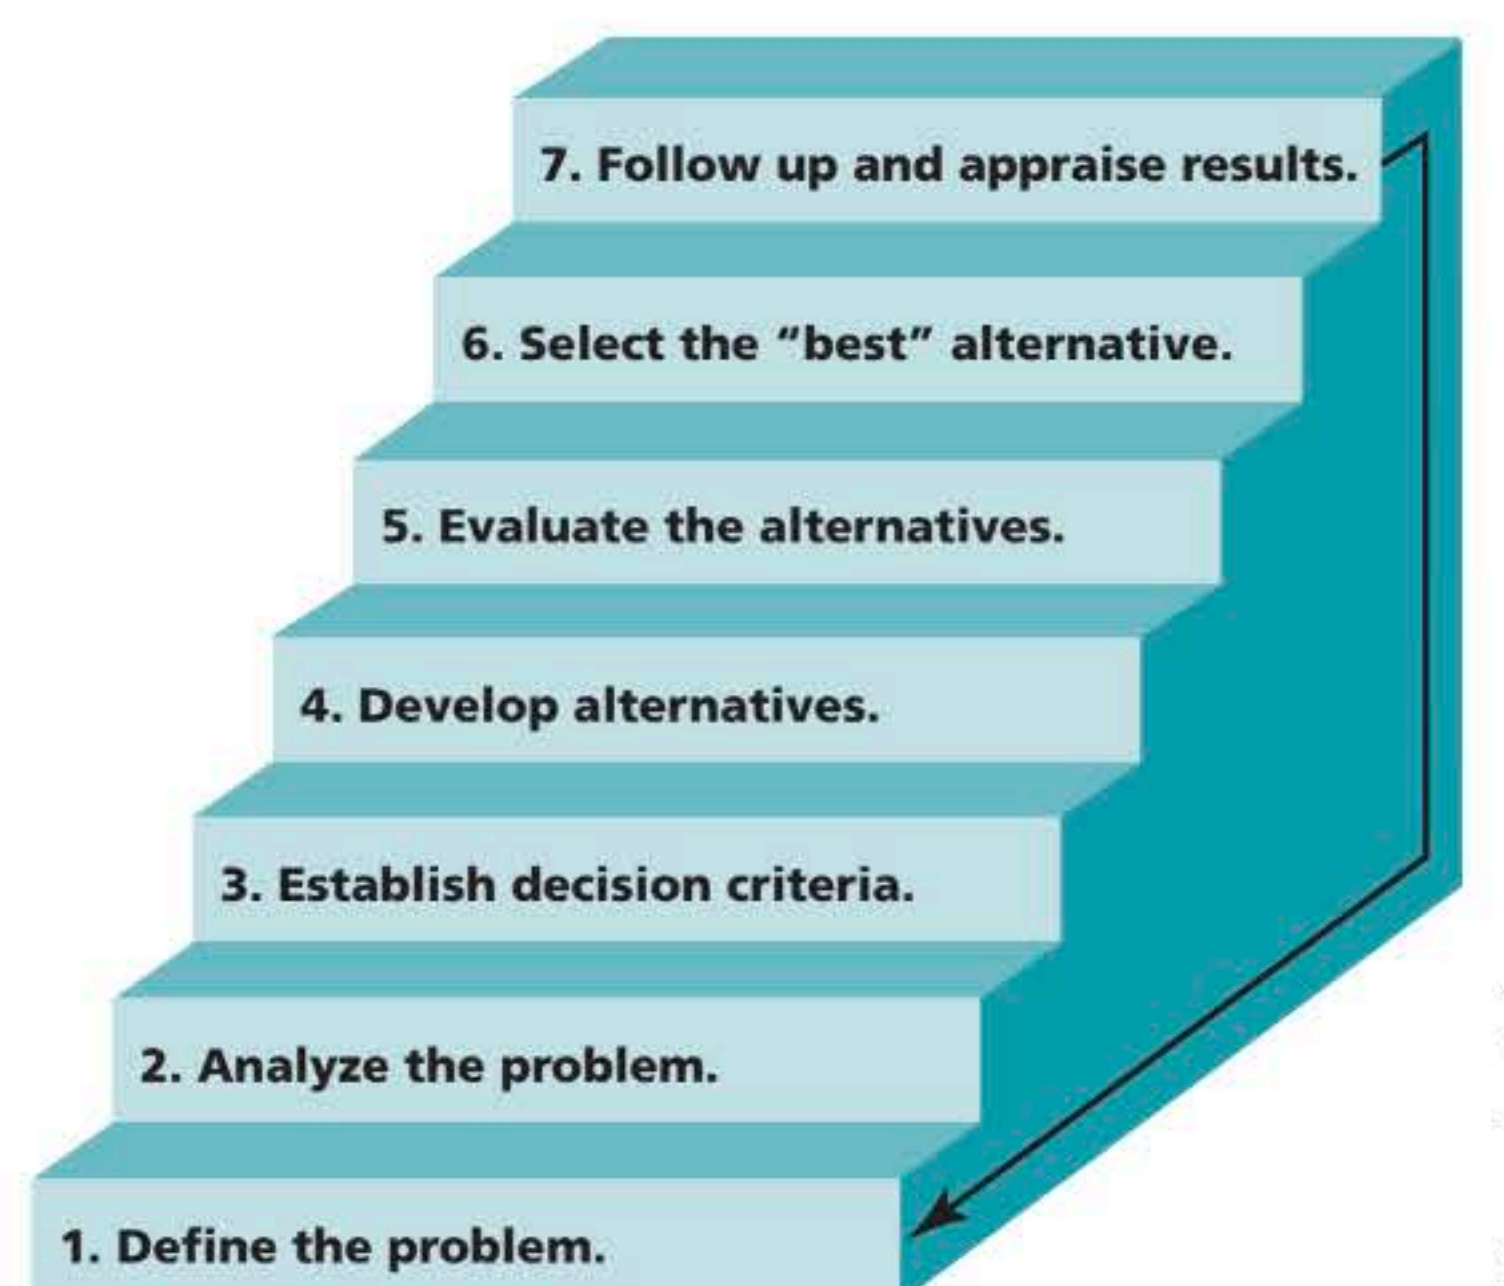 7. Follow up and appraise results.
6. Select the “best” alternative.
5. Evaluate the alternatives.
4. Develop alternatives.
3. Establish decision criteria.
2. Analyze the problem.
1. Define the problem.